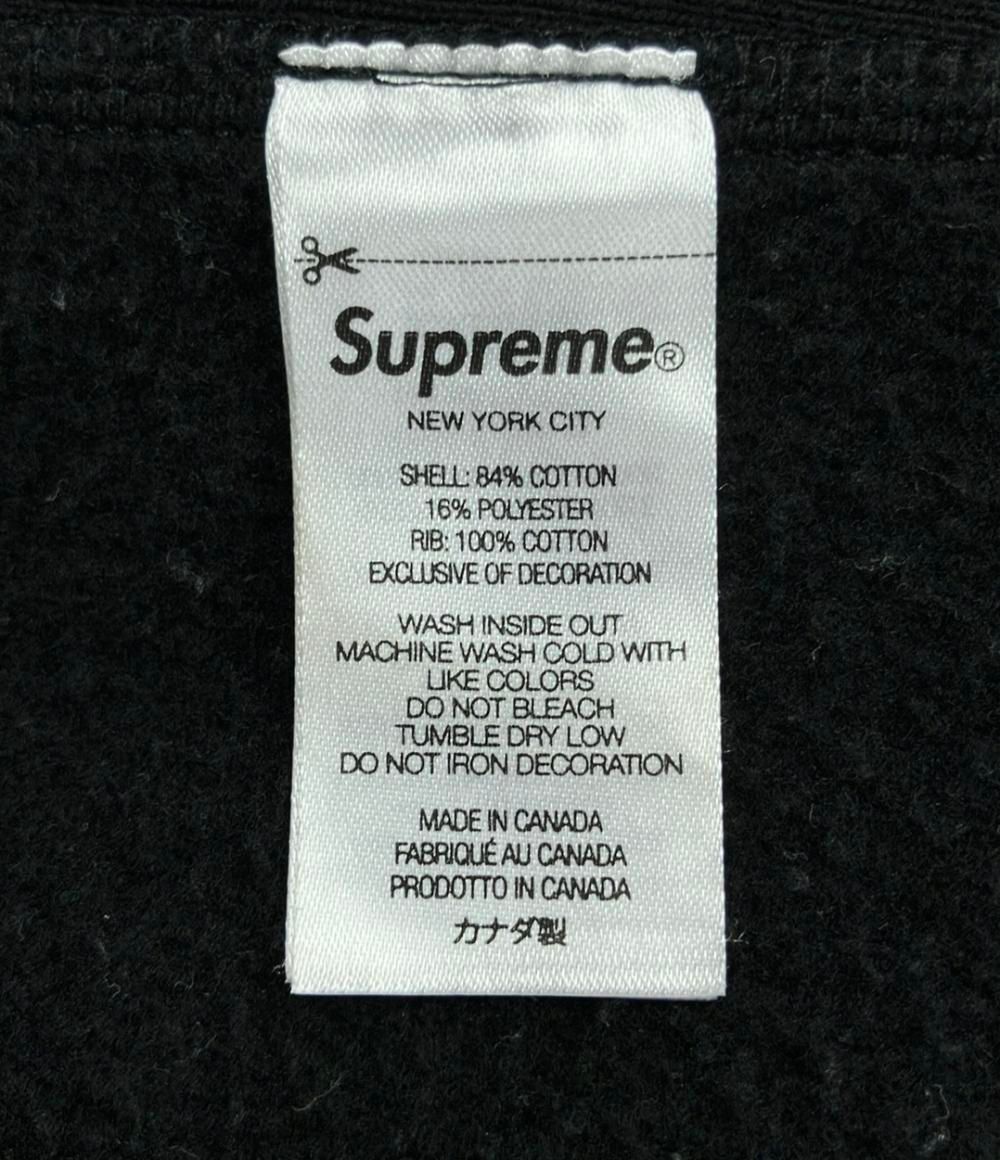 Supreme®
NEW YORK CITY
SHELL: 84% COTTON
16% POLYESTER
RIB: 100% COTTON
EXCLUSIVE OF DECORATION
WASH INSIDE OUT
MACHINE WASH COLD WITH
LIKE COLORS
DO NOT BLEACH
TUMBLE DRY LOW
DO NOT IRON DECORATION
MADE IN CANADA
FABRIQUÉ AU CANADA
PRODOTTO IN CANADA
カナダ製